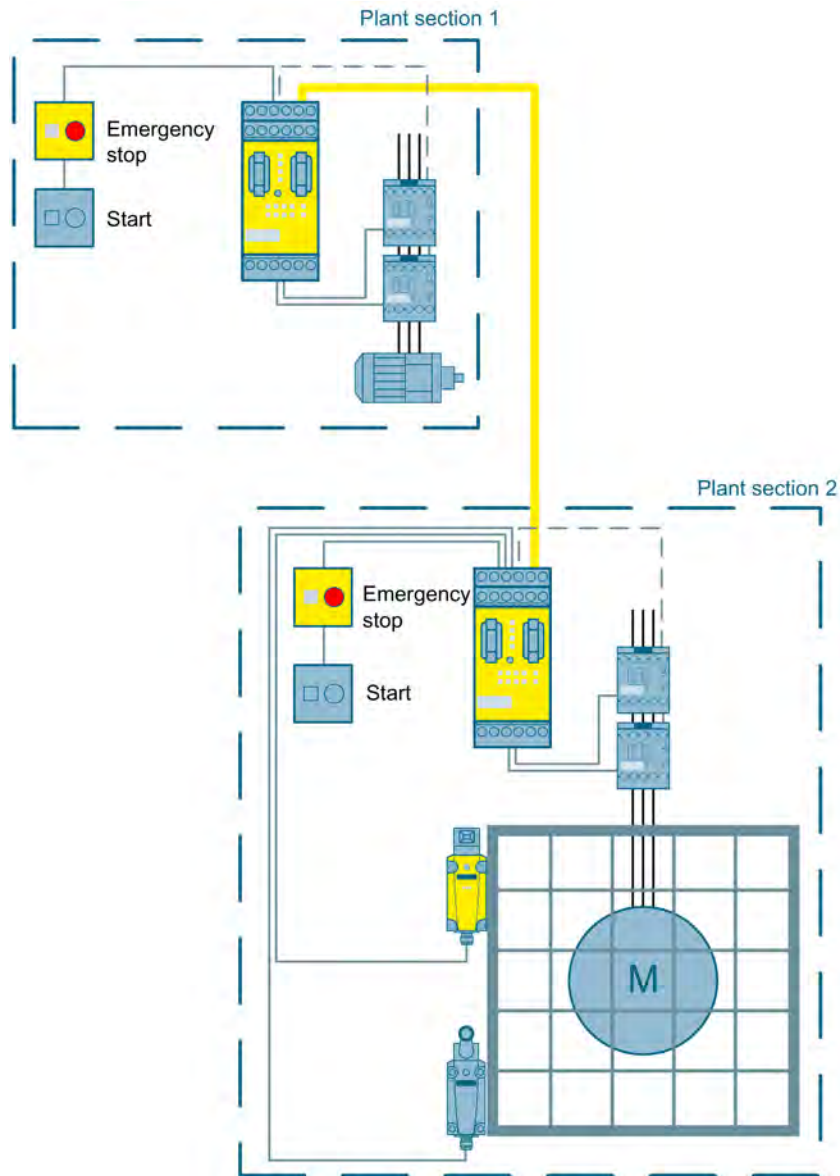 Plant section 1
Emergency
stop
Start
Plant section 2
Emergency
stop
Start
M